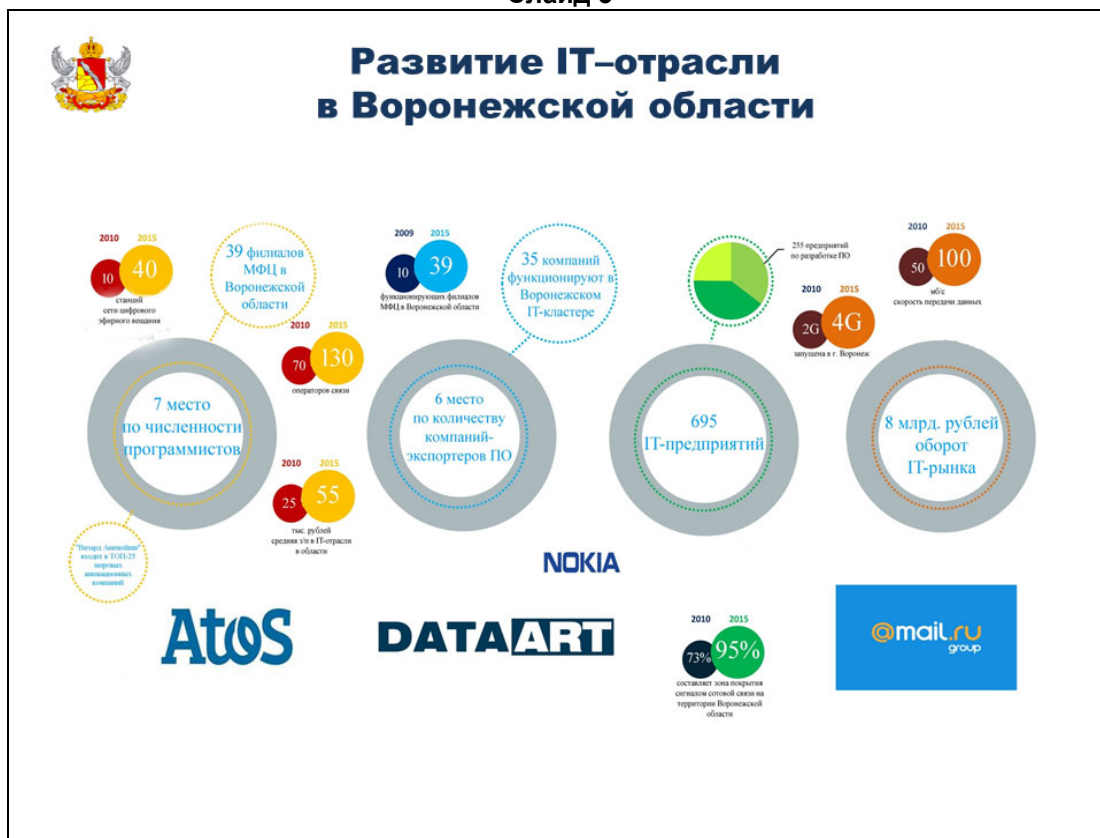 Развитие IT–отрасли
в Воронежской области
2010 2015
10 40
станций
сети цифрового
эфирного вещания
39 филиалов
МФЦ в
Воронежской
области
2010 2015
70 130
операторов связи
7 место
по численности
программистов
2010 2015
25 55
тыс. рублей
средняя з/п в IT-отрасли
в области
"Визард Анимейшн"
входит в ТОП-25
мировых
анимационных
компаний
2009 2015
10 39
функционирующих филиалов
МФЦ в Воронежской области
35 компаний
функционируют в
Воронежском
IT-кластере
6 место
по количеству
компаний-
экспортеров ПО
255 предприятий
по разработке ПО
695
IT-предприятий
2010 2015
2G 4G
запущена в г. Воронеж
2010 2015
50 100
мб/с
скорость передачи данных
8 млрд. рублей
оборот
IT-рынка
NOKIA
Atos
DATAART
2010 2015
73% 95%
составляет зона покрытия
сигналом сотовой связи на
территории Воронежской
области
@mail.ru
group